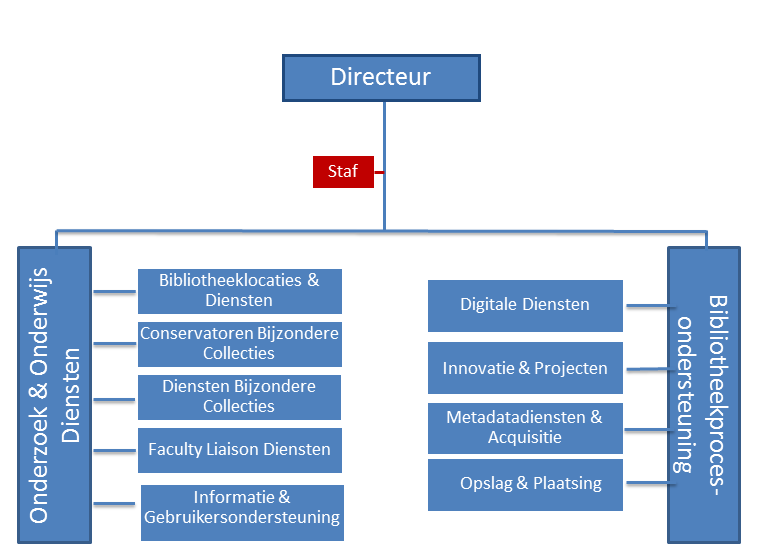 Directeur
Staf
Onderzoek & Onderwijs
Diensten
Bibliotheeklocaties &
Diensten
Conservatoren Bijzondere
Collecties
Diensten Bijzondere
Collecties
Faculty Liaison Diensten
Informatie &
Gebruikersondersteuning
Digitale Diensten
Innovatie & Projecten
Metadatadiensten &
Acquisitie
Opslag & Plaatsing
Bibliotheekproces-
ondersteuning